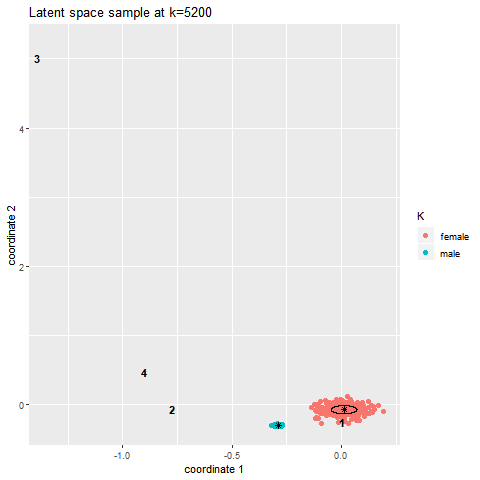 Latent space sample at k=5200
3
4
2
0
4
2
1
-1.0
-0.5
0.0
coordinate 1
coordinate 2
K
female
male